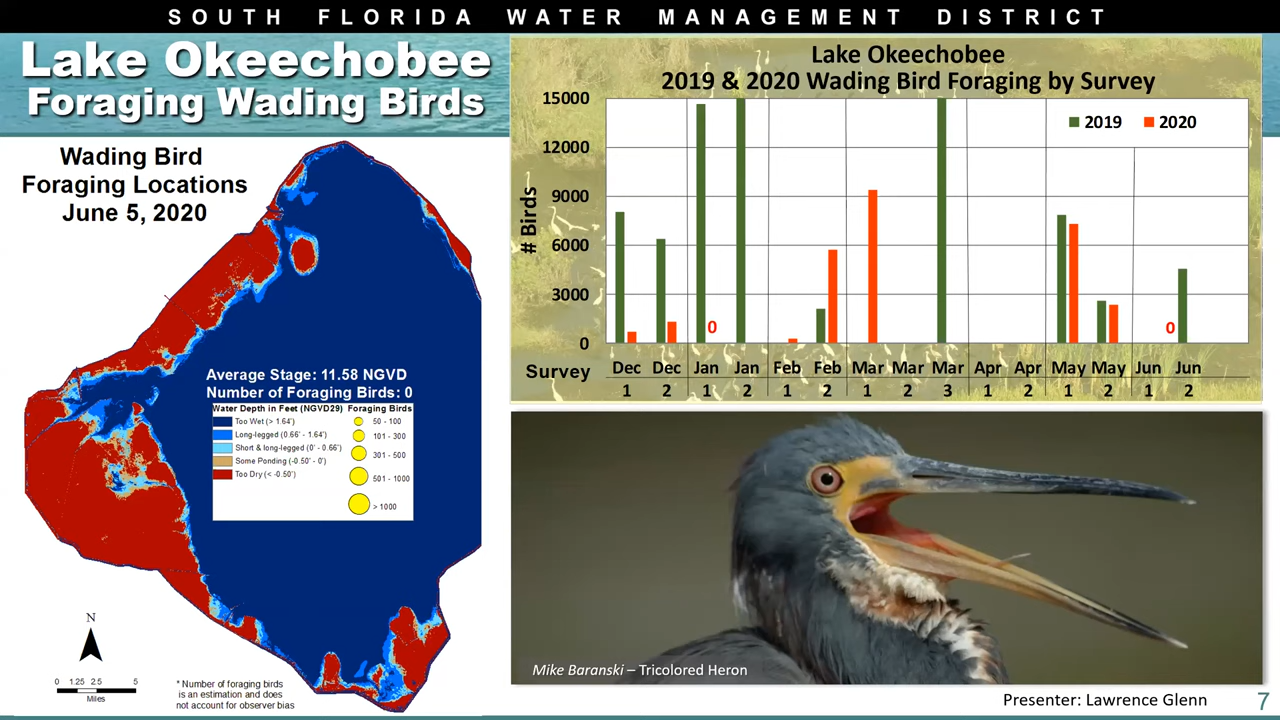 SOUTH FLORIDA WATER MANAGEMENT DISTRICT
Lake Okeechobee
Foraging Wading Birds
Wading Bird
Foraging Locations
June 5, 2020
Average Stage: 11.58 NGVD
Number of Foraging Birds: 0
Water Depth in Feet (NGVD29) Foraging Birds
Too Wet (> 1.64') 50 - 100
Long-legged (0.66' - 1.64') 101 - 300
Short & long-legged (0' - 0.66') 301 - 500
Some Ponding (-0.50' - 0')
Too Dry (< -0.50') 501 - 1000
> 1000
N
0 1.25 2.5 5
Miles
* Number of foraging birds
is an estimation and does
not account for observer bias
Lake Okeechobee
2019 & 2020 Wading Bird Foraging by Survey
2019 2020
# Birds
15000
12000
9000
6000
3000
0
0
0
Survey Dec Dec Jan Jan Feb Feb Mar Mar Mar Apr Apr May May Jun Jun
1 2 1 2 1 2 1 2 3 1 2 1 2 1 2
Mike Baranski – Tricolored Heron
Presenter: Lawrence Glenn
7